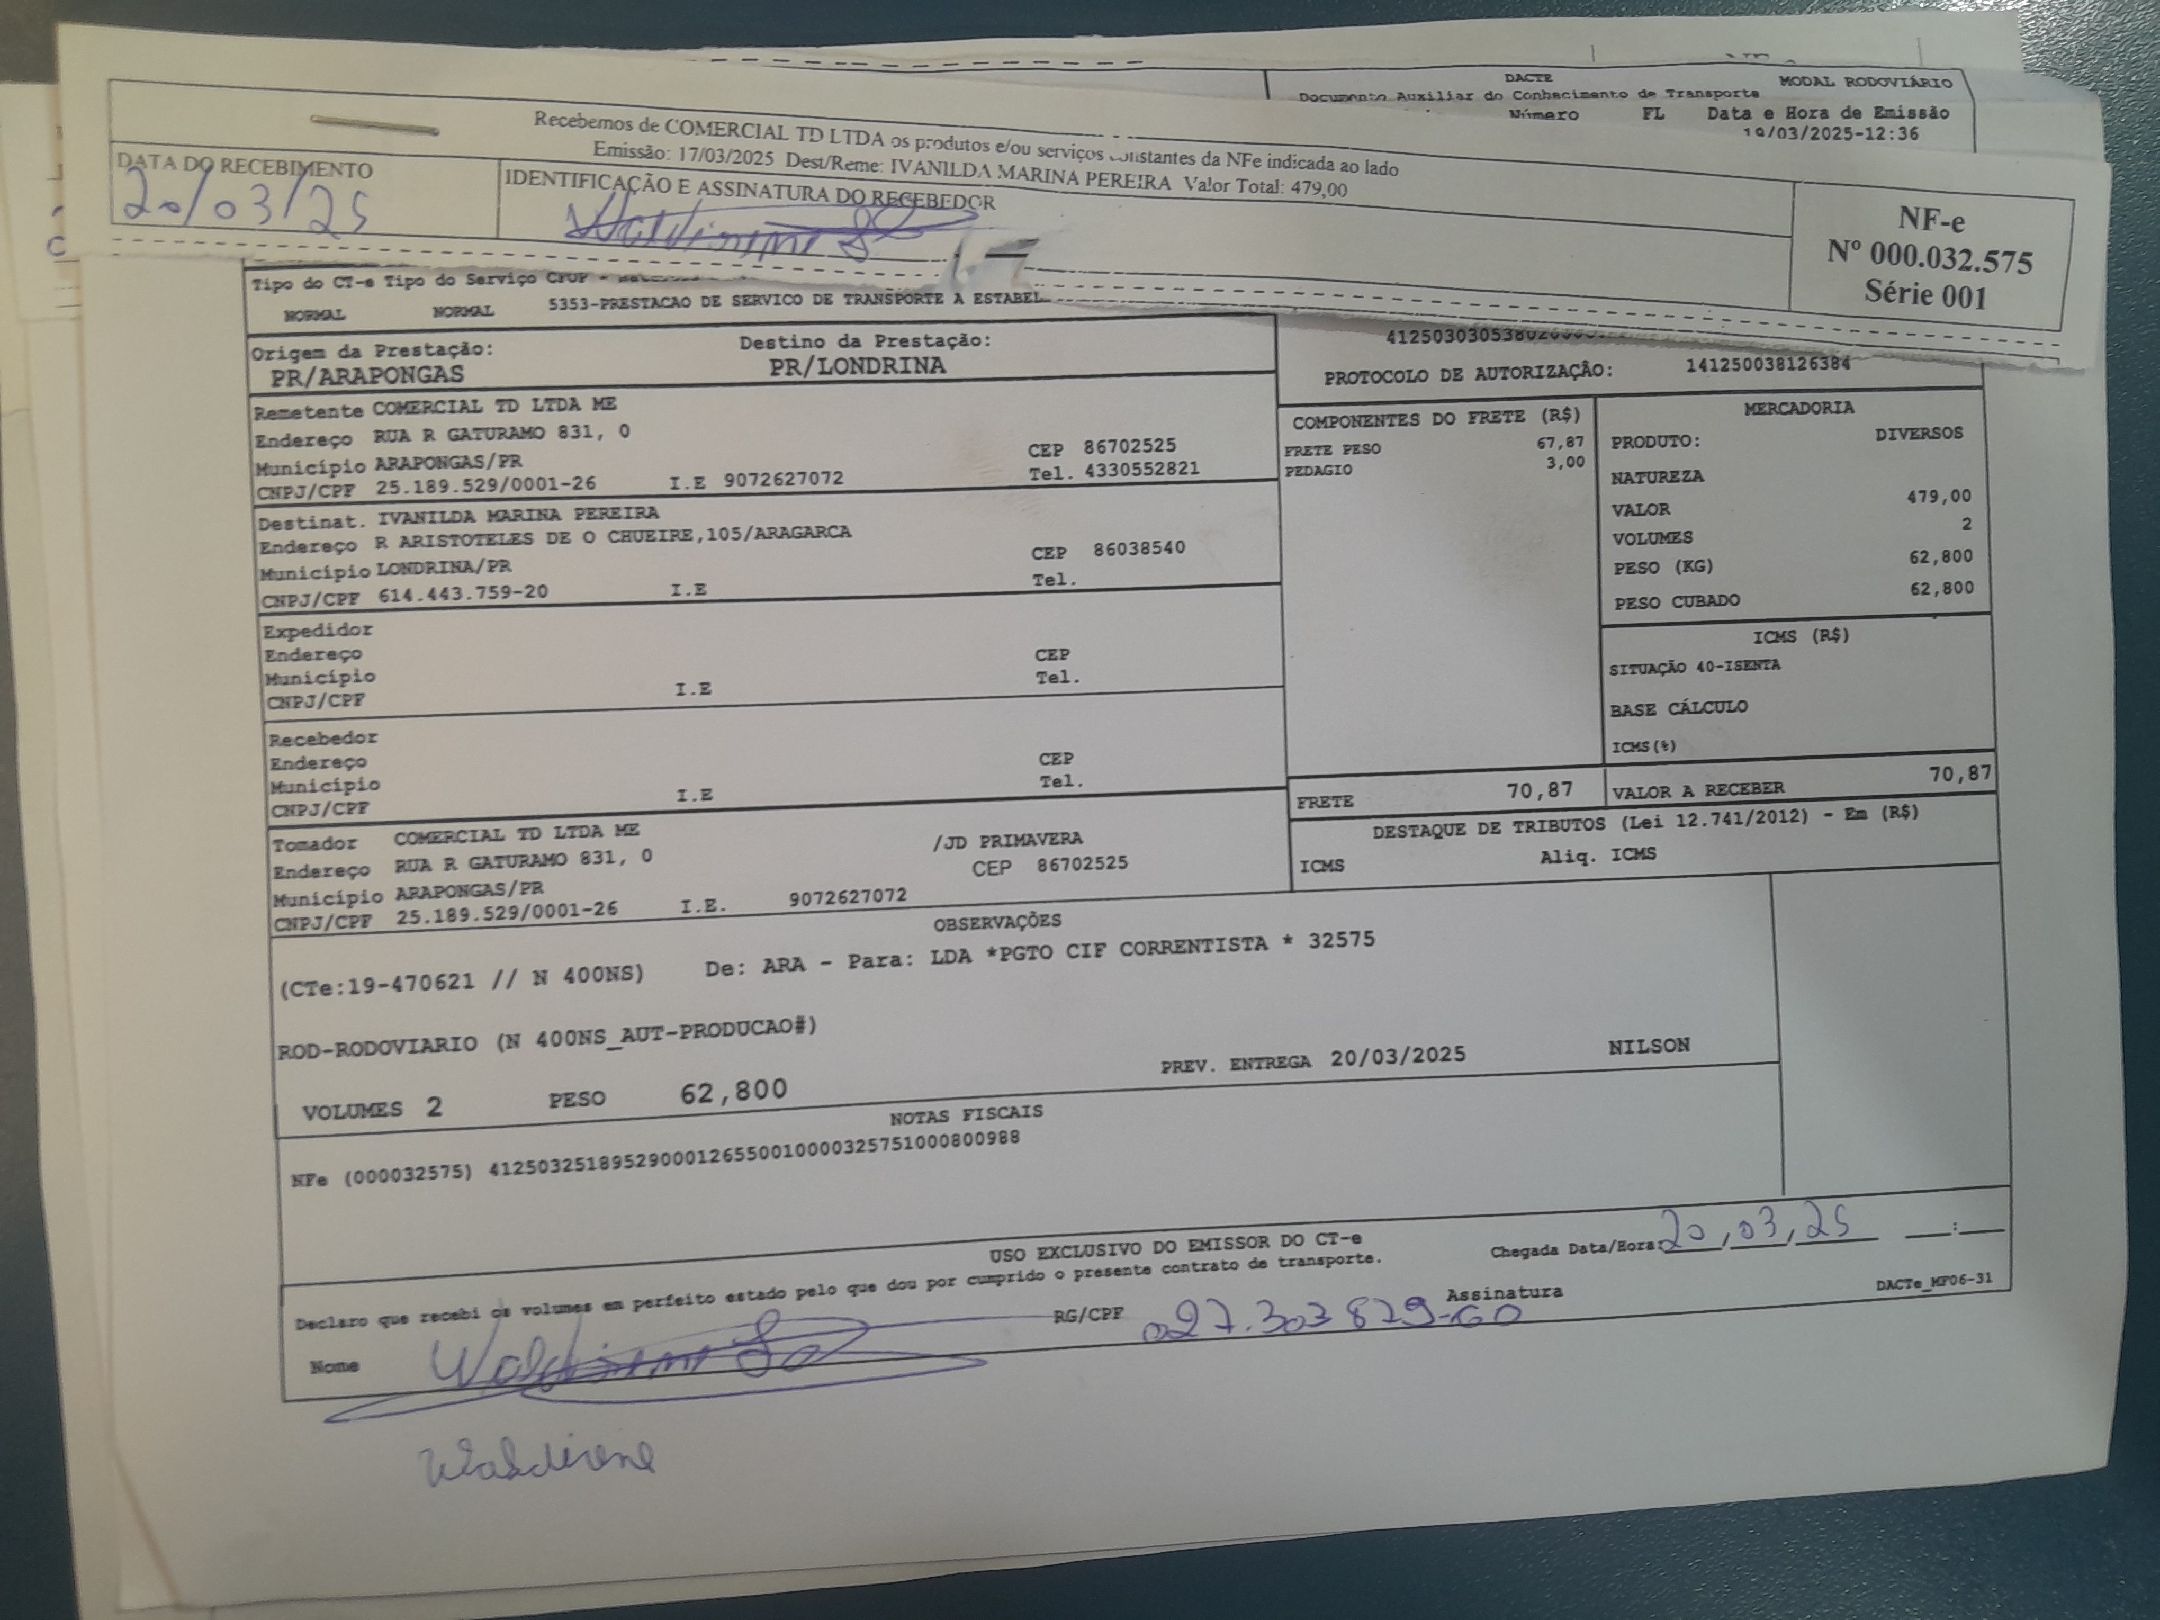 DACTE MODAL RODOVIÁRIO
Documento Auxiliar do Conhecimento de Transporte
Número FL Data e Hora de Emissão
19/03/2025-12:36
Recebemos de COMERCIAL TD LTDA os produtos e/ou serviços constantes da NFe indicada ao lado
Emissão: 17/03/2025 Dest/Reme: IVANILDA MARINA PEREIRA Valor Total: 479,00
DATA DO RECEBIMENTO
20/03/25
IDENTIFICAÇÃO E ASSINATURA DO RECEBEDOR
NF-e
Nº 000.032.575
Série 001
Tipo do CT-e Tipo do Serviço
NORMAL NORMAL 5353-PRESTACAO DE SERVICO DE TRANSPORTE A ESTABEL
Origem da Prestação: Destino da Prestação:
PR/ARAPONGAS PR/LONDRINA
PROTOCOLO DE AUTORIZAÇÃO: 141250038126384
Remetente COMERCIAL TD LTDA ME
Endereço RUA R GATURAMO 831, 0
Município ARAPONGAS/PR CEP 86702525
CNPJ/CPF 25.189.529/0001-26 I.E 9072627072 Tel. 4330552821
Destinat. IVANILDA MARINA PEREIRA
Endereço R ARISTOTELES DE O CHUEIRE,105/ARAGARCA
Município LONDRINA/PR CEP 86038540
CNPJ/CPF 614.443.759-20 I.E Tel.
Expedidor
Endereço
Município CEP
CNPJ/CPF I.E Tel.
Recebedor
Endereço
Município CEP
CNPJ/CPF I.E Tel.
Tomador COMERCIAL TD LTDA ME
Endereço RUA R GATURAMO 831, 0 /JD PRIMAVERA
Município ARAPONGAS/PR CEP 86702525
CNPJ/CPF 25.189.529/0001-26 I.E. 9072627072
COMPONENTES DO FRETE (R$)
FRETE PESO 67,87
PEDAGIO 3,00
MERCADORIA
PRODUTO: DIVERSOS
NATUREZA
VALOR 479,00
VOLUMES 2
PESO (KG) 62,800
PESO CUBADO 62,800
ICMS (R$)
SITUAÇÃO 40-ISENTA
BASE CÁLCULO
ICMS(%)
FRETE 70,87 VALOR A RECEBER 70,87
DESTAQUE DE TRIBUTOS (Lei 12.741/2012) - Em (R$)
ICMS Aliq. ICMS
OBSERVAÇÕES
(CTe:19-470621 // N 400NS) De: ARA - Para: LDA *PGTO CIF CORRENTISTA * 32575
ROD-RODOVIARIO (N 400NS_AUT-PRODUCAO#)
VOLUMES 2 PESO 62,800 PREV. ENTREGA 20/03/2025 NILSON
NOTAS FISCAIS
NFe (000032575) 41250325189529000126550010000325751000800988
USO EXCLUSIVO DO EMISSOR DO CT-e
Declaro que recebi os volumes em perfeito estado pelo que dou por cumprido o presente contrato de transporte.
Chegada Data/Hora: 20,03,25 __:__
Assinatura DACTe_MF06-31
Nome RG/CPF 027.303 879-60
Waldirene